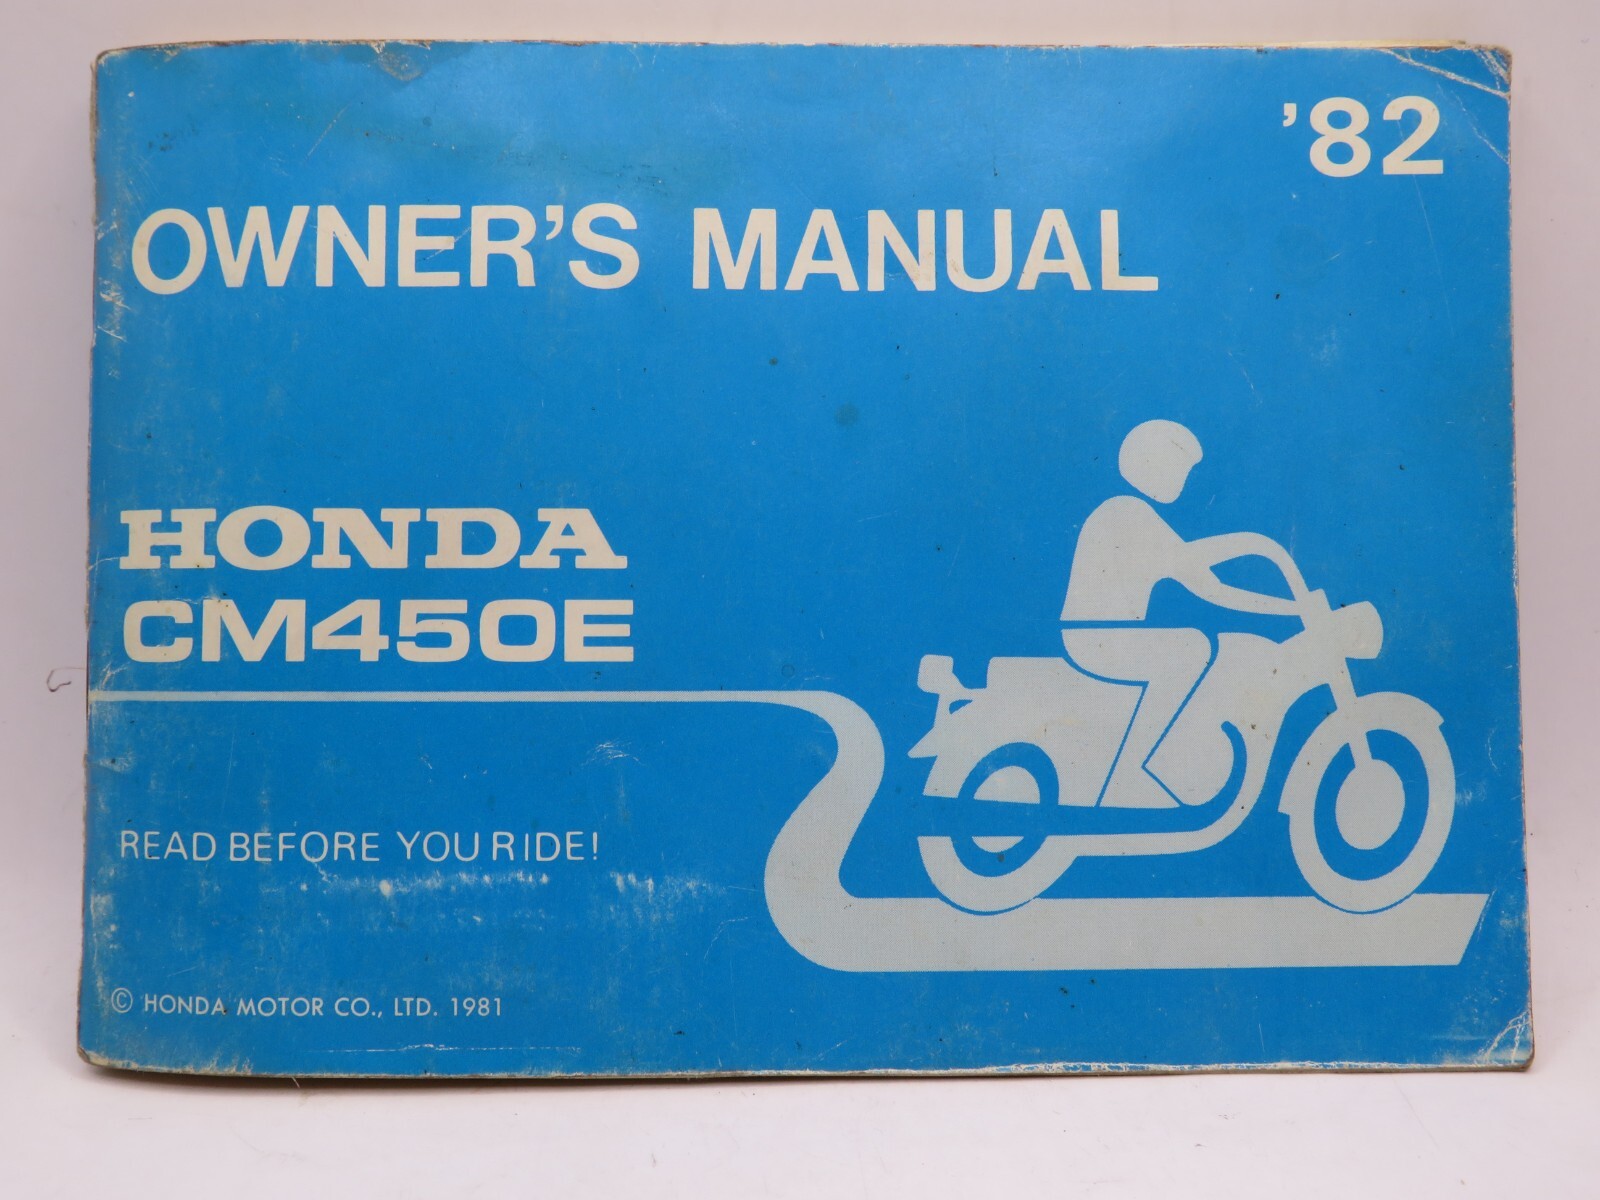 '82
OWNER'S MANUAL
HONDA
CM450E
READ BEFORE YOU RIDE!
© HONDA MOTOR CO., LTD. 1981